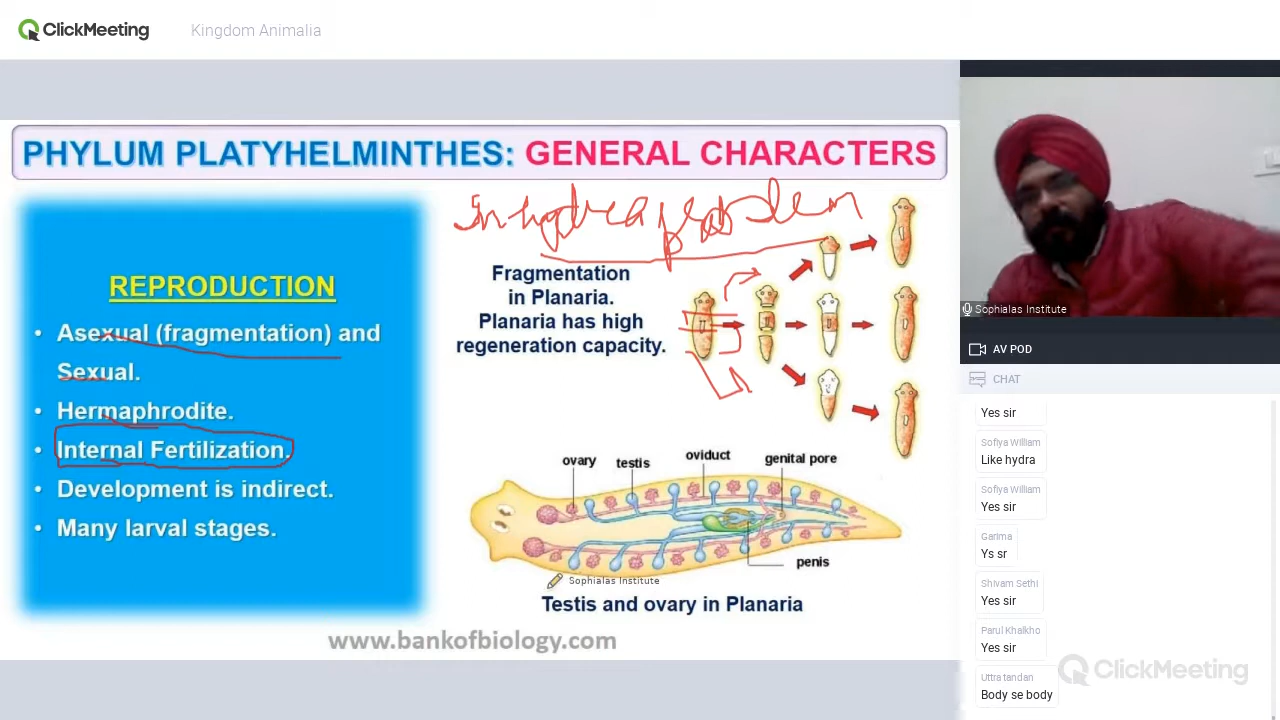 ClickMeeting
Kingdom Animalia
PHYLUM PLATYHELMINTHES: GENERAL CHARACTERS
REPRODUCTION
• Asexual (fragmentation) and
Sexual.
• Hermaphrodite.
• Internal Fertilization.
• Development is indirect.
• Many larval stages.
In hydra
Fragmentation
in Planaria.
Planaria has high
regeneration capacity.
ovary
testis
oviduct
genital pore
penis
Sophialas Institute
Testis and ovary in Planaria
www.bankofbiology.com
Sophialas Institute
AV POD
CHAT
Yes sir
Sofiya William
Like hydra
Sofiya William
Yes sir
Garima
Ys sr
Shivam Sethi
Yes sir
Parul Khalkho
Yes sir
Uttra tandan
Body se body
ClickMeeting